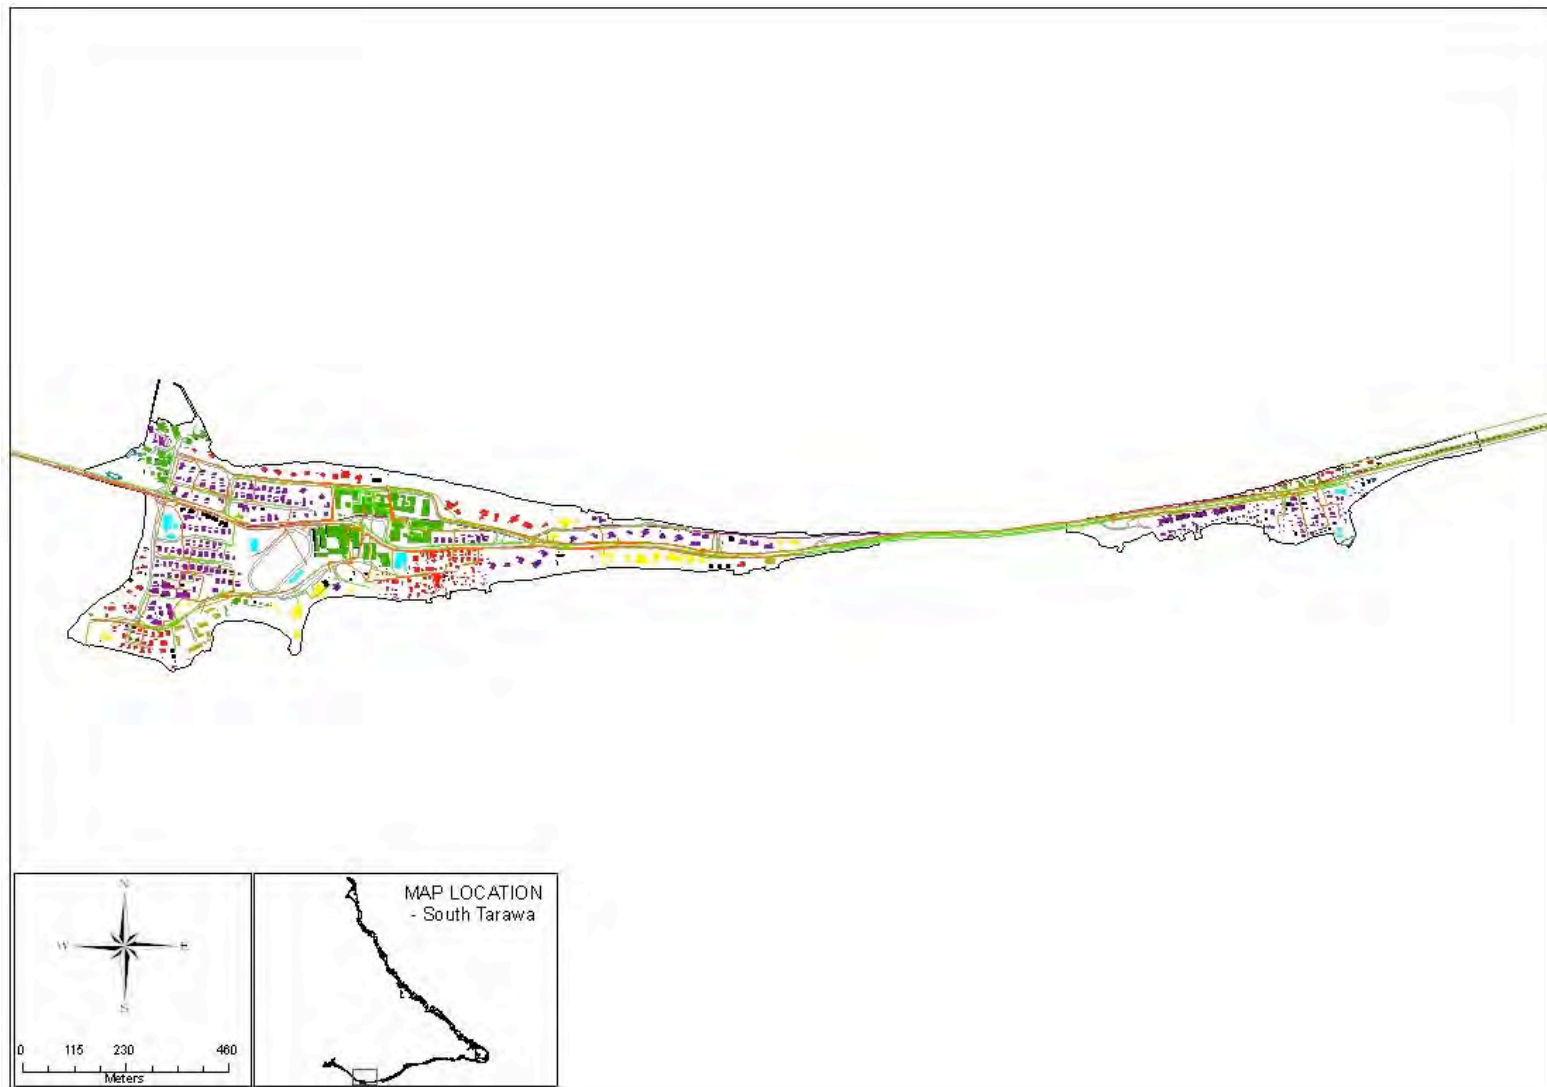 N
W E
S
0 115 230 460
Meters
MAP LOCATION
- South Tarawa